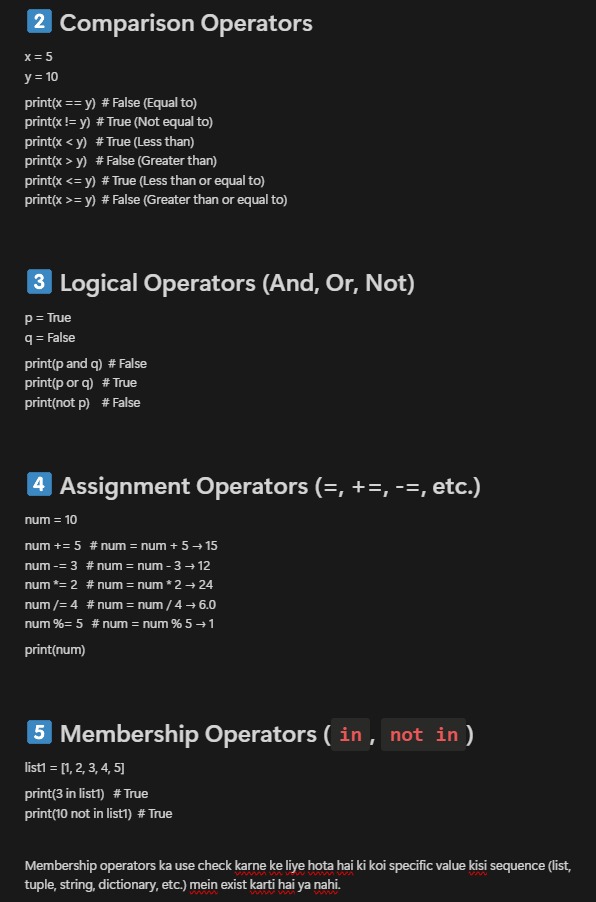 2 Comparison Operators
x = 5
y = 10
print(x == y) # False (Equal to)
print(x != y) # True (Not equal to)
print(x < y) # True (Less than)
print(x > y) # False (Greater than)
print(x <= y) # True (Less than or equal to)
print(x >= y) # False (Greater than or equal to)
3 Logical Operators (And, Or, Not)
p = True
q = False
print(p and q) # False
print(p or q) # True
print(not p) # False
4 Assignment Operators (=, +=, -=, etc.)
num = 10
num += 5 # num = num + 5 → 15
num -= 3 # num = num - 3 → 12
num *= 2 # num = num * 2 → 24
num /= 4 # num = num / 4 → 6.0
num %= 5 # num = num % 5 → 1
print(num)
5 Membership Operators ( in , not in )
list1 = [1, 2, 3, 4, 5]
print(3 in list1) # True
print(10 not in list1) # True
Membership operators ka use check karne ke liye hota hai ki koi specific value kisi sequence (list,
tuple, string, dictionary, etc.) mein exist karti hai ya nahi.